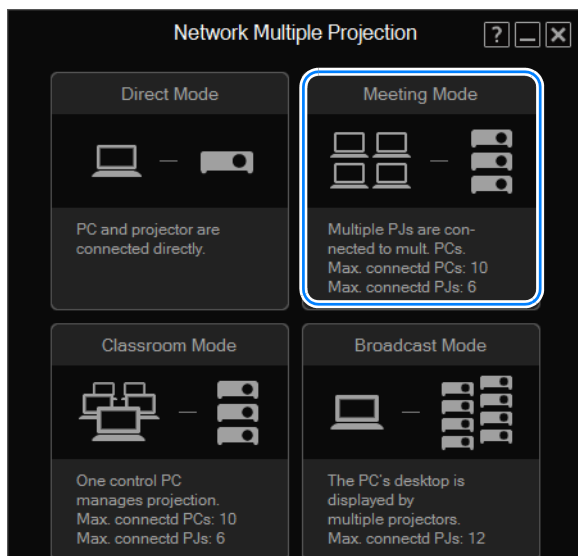 Network Multiple Projection
?
Direct Mode
PC and projector are
connected directly.
Meeting Mode
Multiple PJs are con-
nected to mult. PCs.
Max. connectd PCs: 10
Max. connectd PJs: 6
Classroom Mode
One control PC
manages projection.
Max. connectd PCs: 10
Max. connectd PJs: 6
Broadcast Mode
The PC's desktop is
displayed by
multiple projectors.
Max. connectd PJs: 12